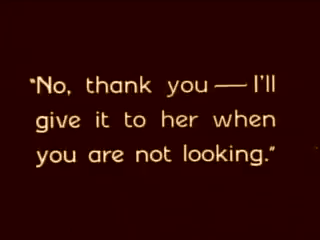 "No, thank you — I'll
give it to her when
you are not looking."